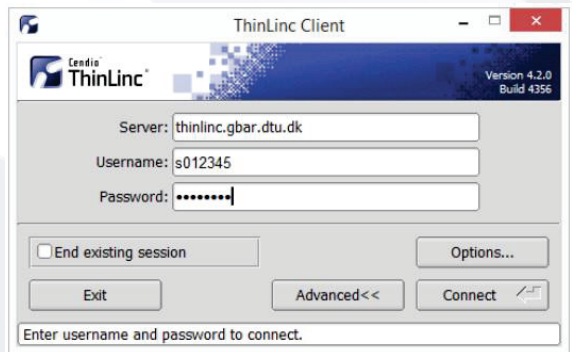 ThinLinc Client
Cendio
ThinLinc
Version 4.2.0
Build 4356
Server: thinlinc.gbar.dtu.dk
Username: s012345
Password: ••••••••
End existing session
Options...
Exit
Advanced<<
Connect
Enter username and password to connect.